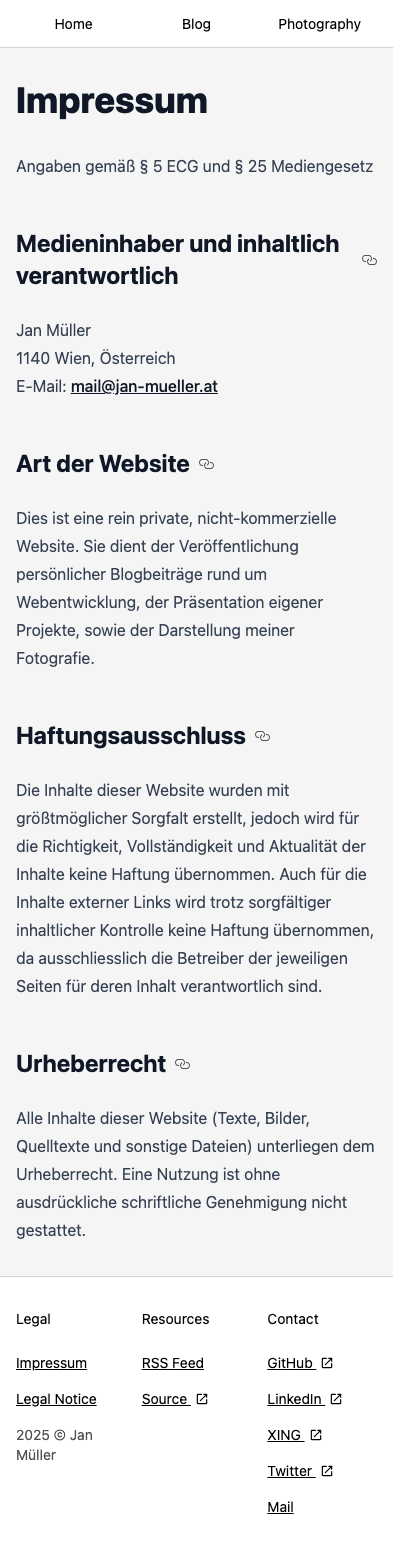 Home Blog Photography
Impressum
Angaben gemäß § 5 ECG und § 25 Mediengesetz
Medieninhaber und inhaltlich
verantwortlich
Jan Müller
1140 Wien, Österreich
E-Mail: mail@jan-mueller.at
Art der Website
Dies ist eine rein private, nicht-kommerzielle
Website. Sie dient der Veröffentlichung
persönlicher Blogbeiträge rund um
Webentwicklung, der Präsentation eigener
Projekte, sowie der Darstellung meiner
Fotografie.
Haftungsausschluss
Die Inhalte dieser Website wurden mit
größtmöglicher Sorgfalt erstellt, jedoch wird für
die Richtigkeit, Vollständigkeit und Aktualität der
Inhalte keine Haftung übernommen. Auch für die
Inhalte externer Links wird trotz sorgfältiger
inhaltlicher Kontrolle keine Haftung übernommen,
da ausschliesslich die Betreiber der jeweiligen
Seiten für deren Inhalt verantwortlich sind.
Urheberrecht
Alle Inhalte dieser Website (Texte, Bilder,
Quelltexte und sonstige Dateien) unterliegen dem
Urheberrecht. Eine Nutzung ist ohne
ausdrückliche schriftliche Genehmigung nicht
gestattet.
Legal
Impressum
Legal Notice
2025 © Jan
Müller
Resources
RSS Feed
Source
Contact
GitHub
LinkedIn
XING
Twitter
Mail